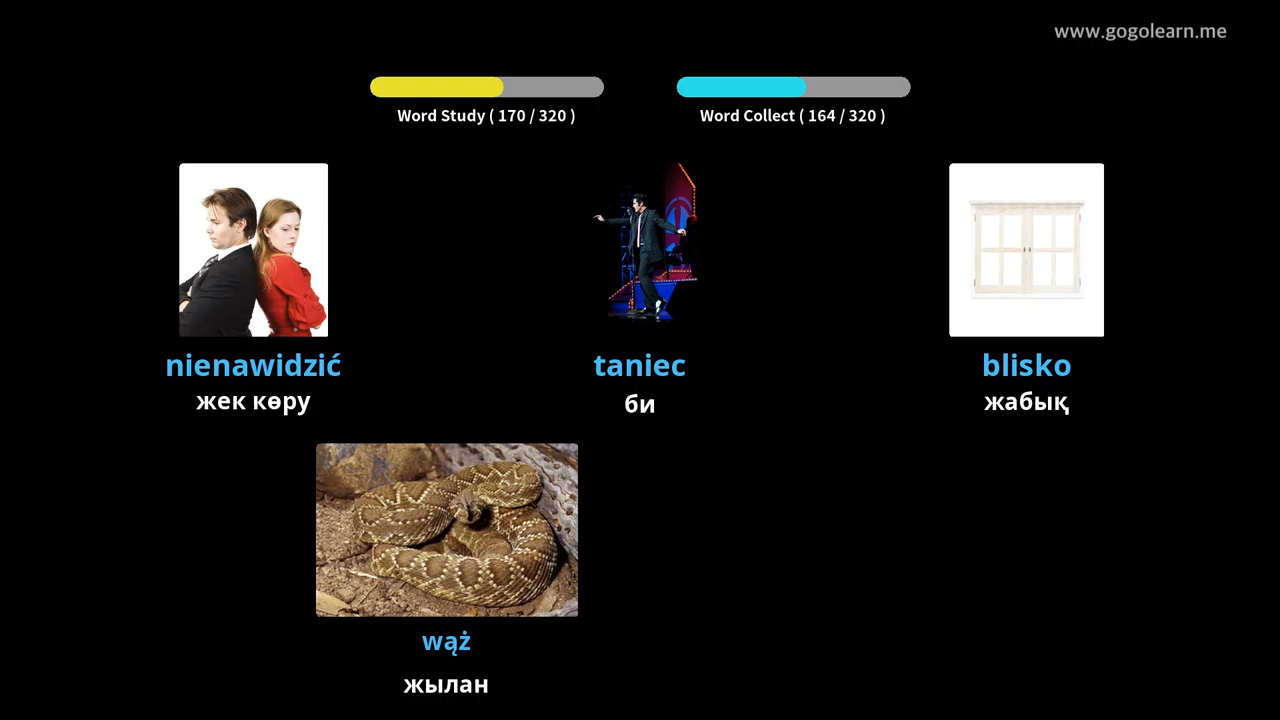 www.gogolearn.me
Word Study ( 170 / 320 )
Word Collect ( 164 / 320 )
nienawidzić
жек көру
taniec
би
blisko
жабық
wąż
жылан